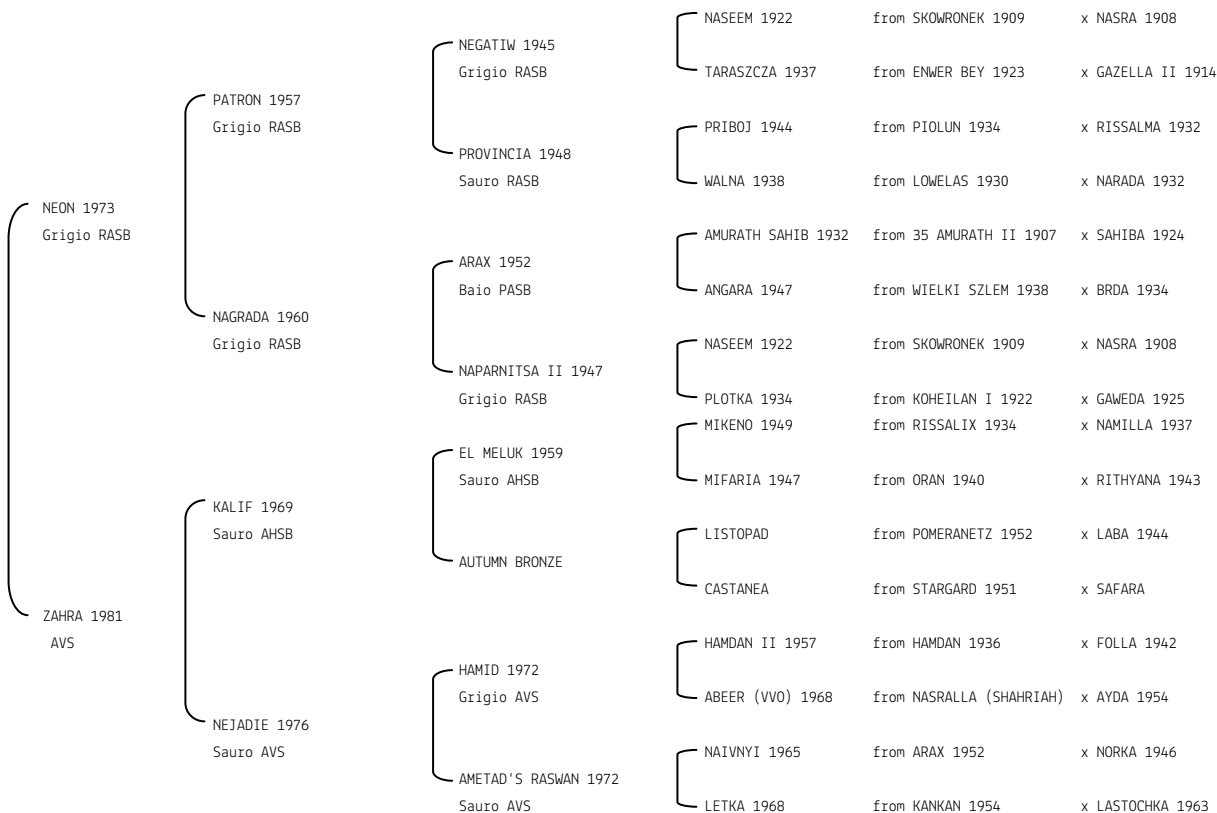 NASEEM 1922 from SKOWRONEK 1909 x NASRA 1908
NEGATIW 1945
Grigio RASB
TARASZCZA 1937 from ENWER BEY 1923 x GAZELLA II 1914
PATRON 1957
Grigio RASB
PRIBOJ 1944 from PIOLUN 1934 x RISSALMA 1932
PROVINCIA 1948
Sauro RASB
WALNA 1938 from LOWELAS 1930 x NARADA 1932
NEON 1973
Grigio RASB
AMURATH SAHIB 1932 from 35 AMURATH II 1907 x SAHIBA 1924
ARAX 1952
Baio PASB
ANGARA 1947 from WIELKI SZLEM 1938 x BRDA 1934
NAGRADA 1960
Grigio RASB
NASEEM 1922 from SKOWRONEK 1909 x NASRA 1908
NAPARNITSA II 1947
Grigio RASB
PLOTKA 1934 from KOHEILAN I 1922 x GAWEDA 1925
MIKENO 1949 from RISSALIX 1934 x NAMILLA 1937
EL MELUK 1959
Sauro AHSB
MIFARIA 1947 from ORAN 1940 x RITHYANA 1943
KALIF 1969
Sauro AHSB
LISTOPAD from POMERANETZ 1952 x LABA 1944
AUTUMN BRONZE
CASTANEA from STARGARD 1951 x SAFARA
ZAHRA 1981
AVS
HAMDAN II 1957 from HAMDAN 1936 x FOLLA 1942
HAMID 1972
Grigio AVS
ABEER (VVO) 1968 from NASRALLA (SHAHRIAH) x AYDA 1954
NEJADIE 1976
Sauro AVS
NAIVNYI 1965 from ARAX 1952 x NORKA 1946
AMETAD'S RASWAN 1972
Sauro AVS
LETKA 1968 from KANKAN 1954 x LASTOCHKA 1963